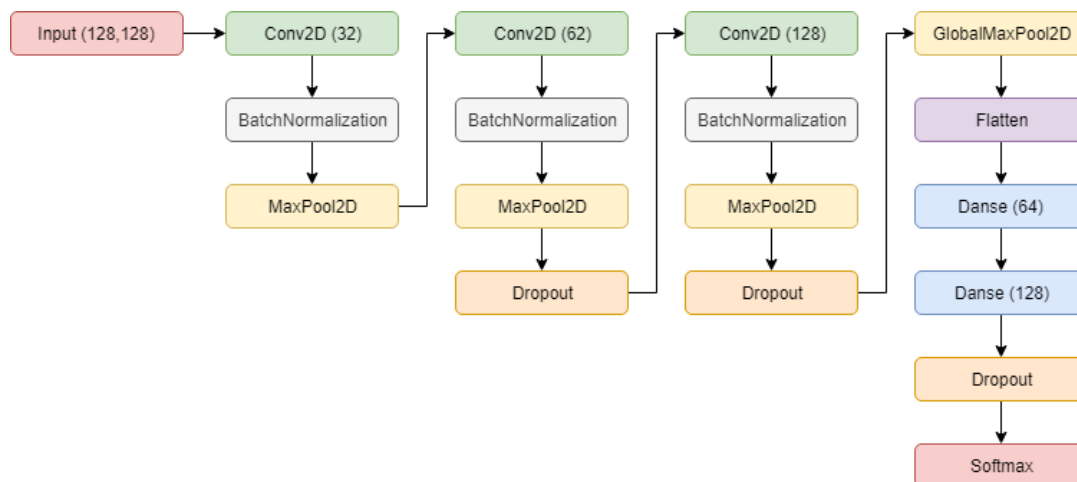 Input (128,128)
Conv2D (32)
BatchNormalization
MaxPool2D
Conv2D (62)
BatchNormalization
MaxPool2D
Dropout
Conv2D (128)
BatchNormalization
MaxPool2D
Dropout
GlobalMaxPool2D
Flatten
Danse (64)
Danse (128)
Dropout
Softmax